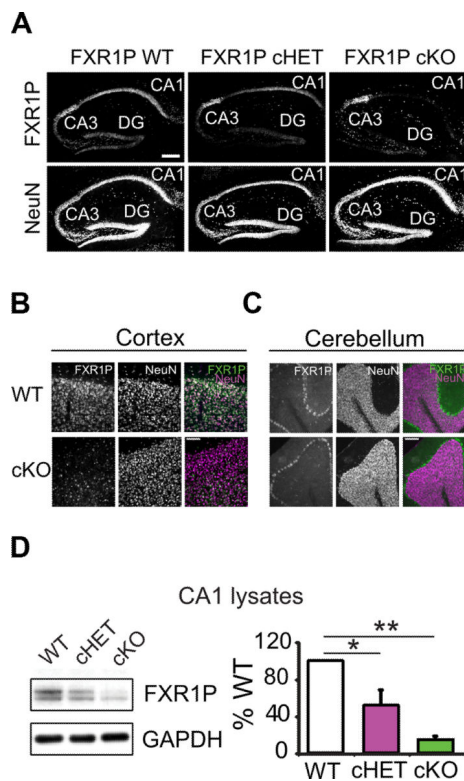 A
FXR1P WT FXR1P cHET FXR1P cKO
FXR1P
CA1 CA3 DG
CA1 CA3 DG
CA1 CA3 DG
NeuN
CA1 CA3 DG
CA1 CA3 DG
CA1 CA3 DG
B
Cortex
FXR1P NeuN FXR1P
NeuN
WT
cKO
C
Cerebellum
FXR1P NeuN FXR1P
NeuN
D
CA1 lysates
WT cHET cKO
FXR1P
GAPDH
% WT
120
80
40
0
*
**
WT cHET cKO